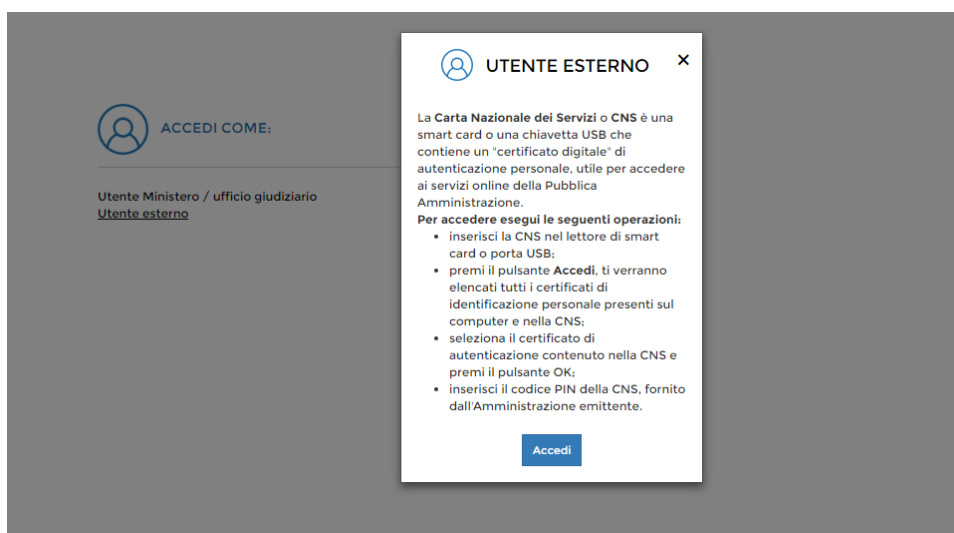 UTENTE ESTERNO ×
ACCEDI COME:
Utente Ministero / ufficio giudiziario
Utente esterno
La Carta Nazionale dei Servizi o CNS è una
smart card o una chiavetta USB che
contiene un "certificato digitale" di
autenticazione personale, utile per accedere
ai servizi online della Pubblica
Amministrazione.
Per accedere esegui le seguenti operazioni:
• inserisci la CNS nel lettore di smart
card o porta USB;
• premi il pulsante Accedi, ti verranno
elencati tutti i certificati di
identificazione personale presenti sul
computer e nella CNS;
• seleziona il certificato di
autenticazione contenuto nella CNS e
premi il pulsante OK;
• inserisci il codice PIN della CNS, fornito
dall'Amministrazione emittente.
Accedi